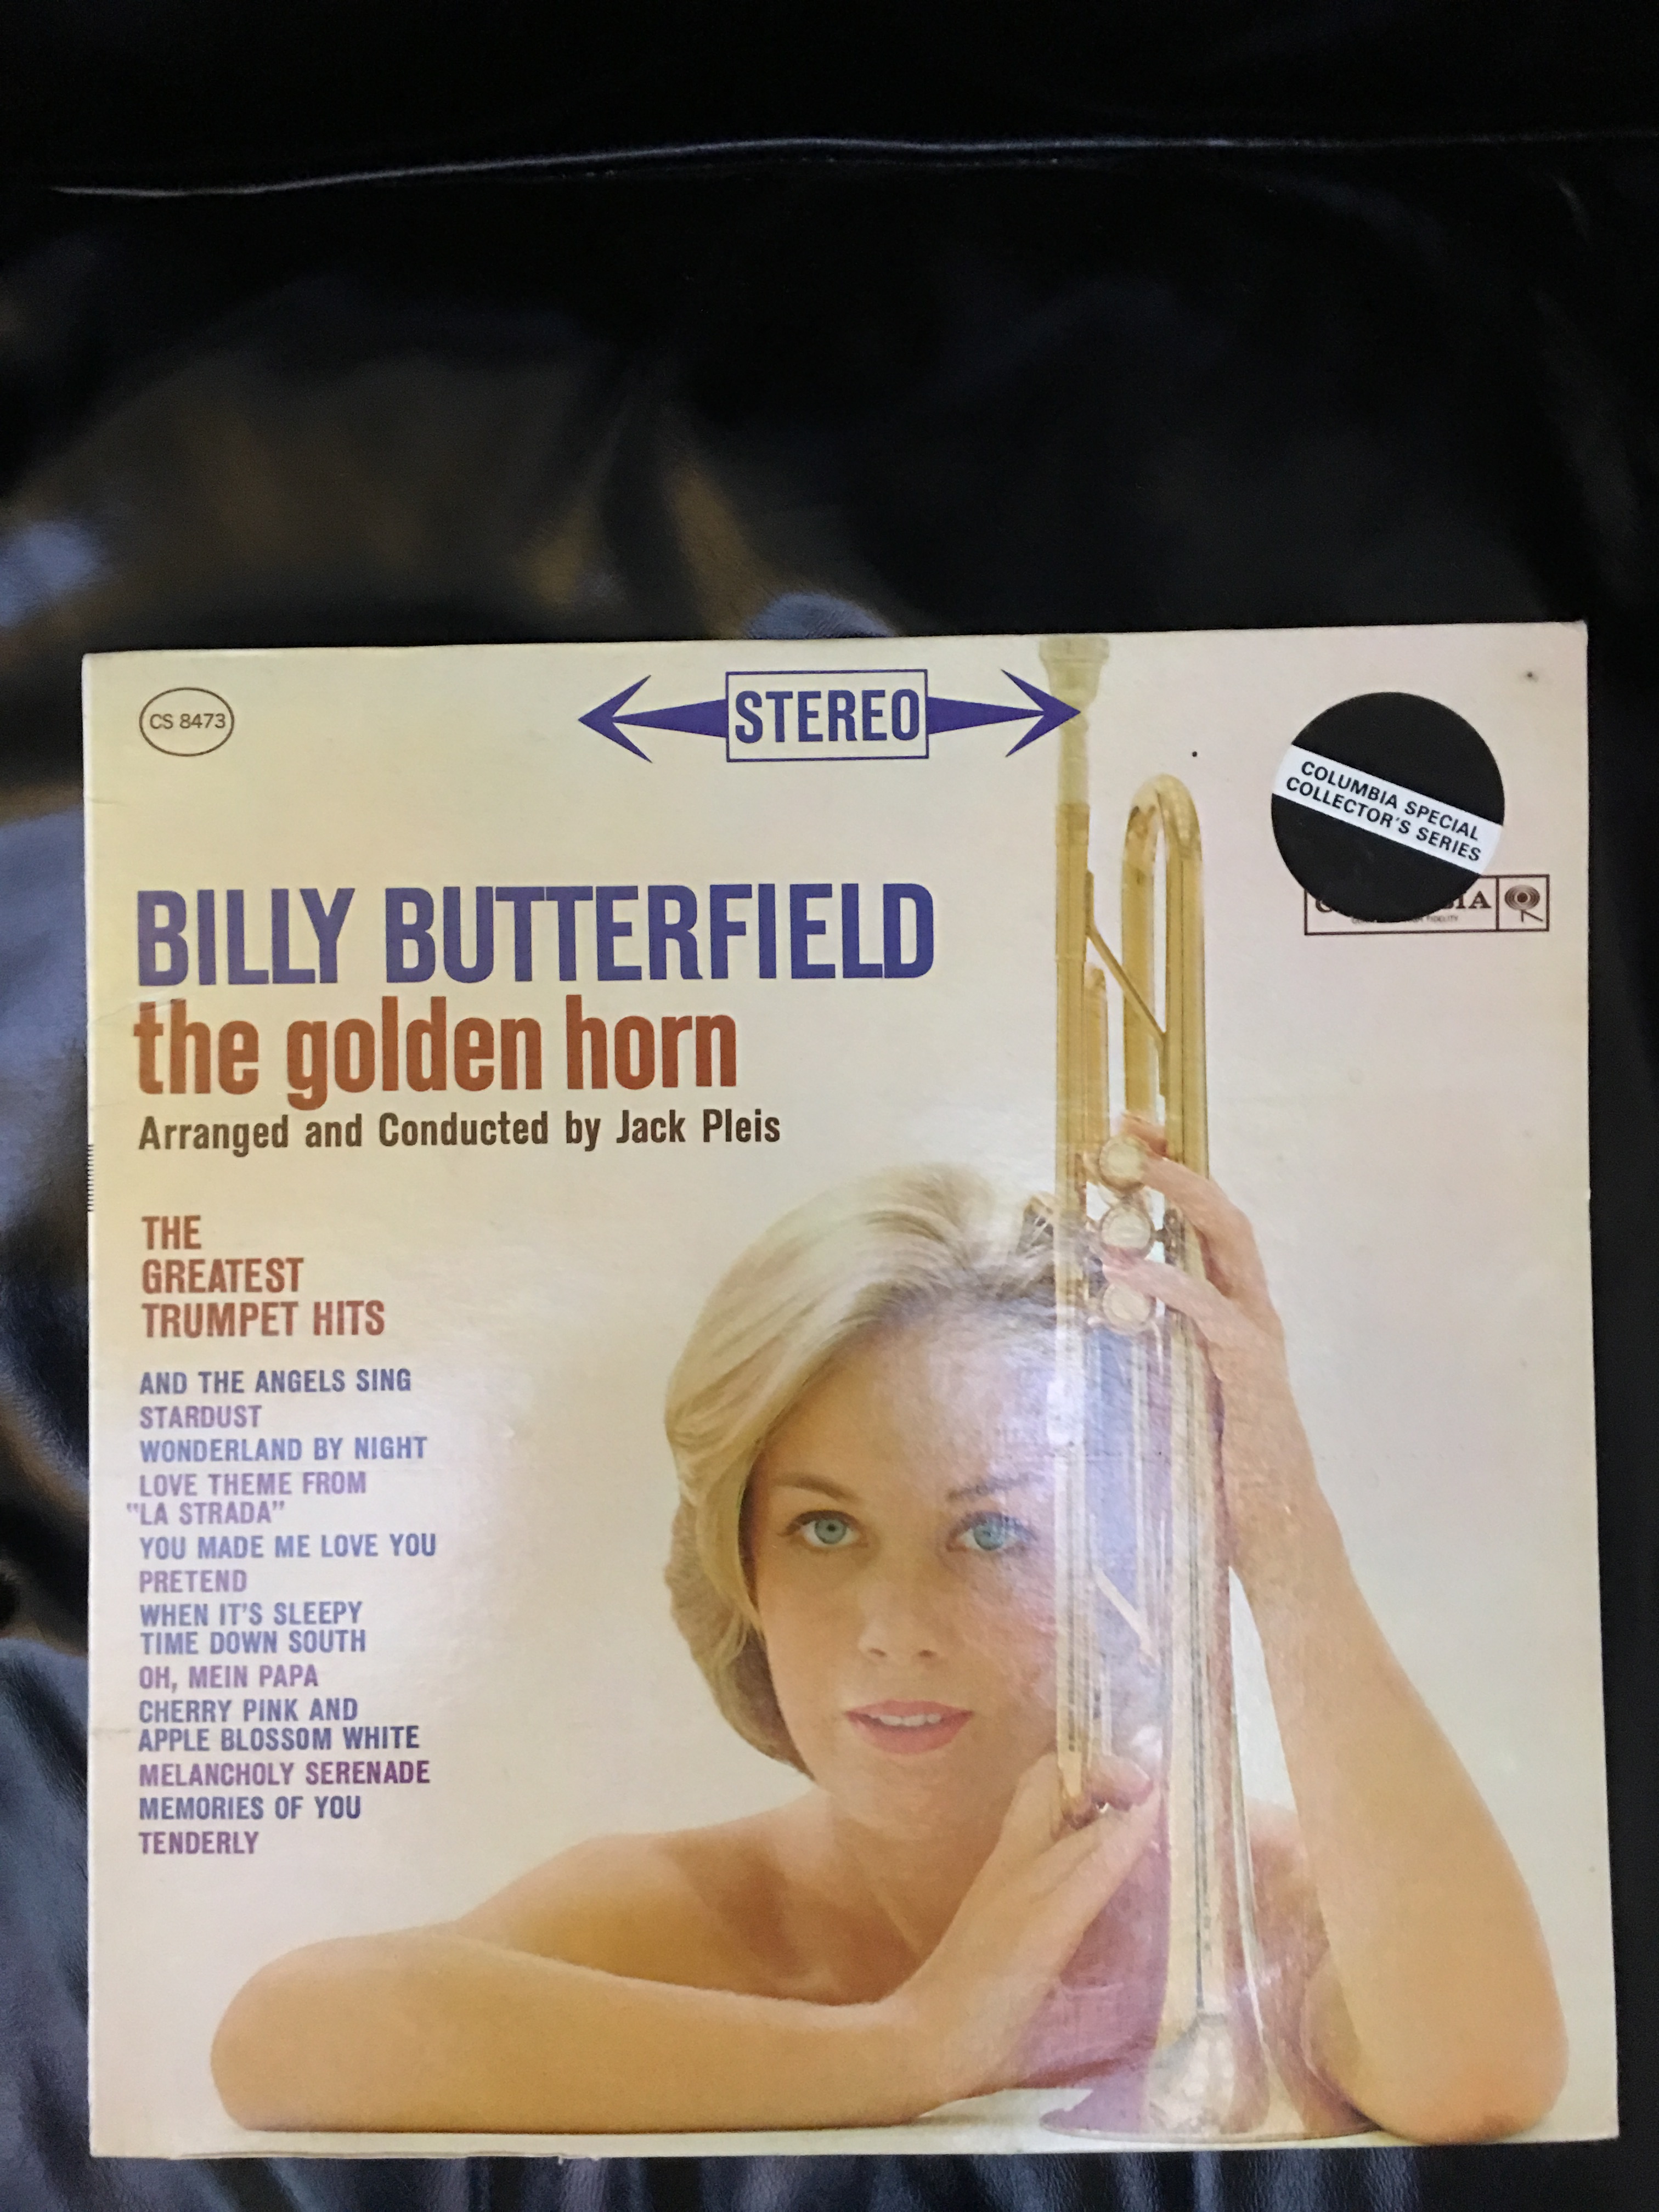 CS 8473
STEREO
COLUMBIA SPECIAL
COLLECTOR'S SERIES
BILLY BUTTERFIELD
the golden horn
Arranged and Conducted by Jack Pleis
THE
GREATEST
TRUMPET HITS
AND THE ANGELS SING
STARDUST
WONDERLAND BY NIGHT
LOVE THEME FROM
"LA STRADA"
YOU MADE ME LOVE YOU
PRETEND
WHEN IT'S SLEEPY
TIME DOWN SOUTH
OH, MEIN PAPA
CHERRY PINK AND
APPLE BLOSSOM WHITE
MELANCHOLY SERENADE
MEMORIES OF YOU
TENDERLY